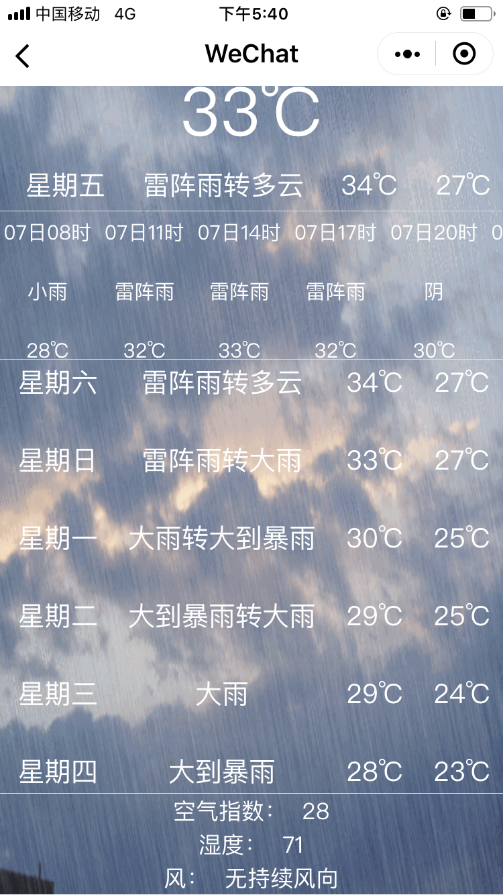 中国移动 4G 下午5:40
WeChat
33℃
星期五 雷阵雨转多云 34℃ 27℃
07日08时 07日11时 07日14时 07日17时 07日20时 0
小雨 雷阵雨 雷阵雨 雷阵雨 阴
28℃ 32℃ 33℃ 32℃ 30℃
星期六 雷阵雨转多云 34℃ 27℃
星期日 雷阵雨转大雨 33℃ 27℃
星期一 大雨转大到暴雨 30℃ 25℃
星期二 大到暴雨转大雨 29℃ 25℃
星期三 大雨 29℃ 24℃
星期四 大到暴雨 28℃ 23℃
空气指数： 28
湿度： 71
风： 无持续风向